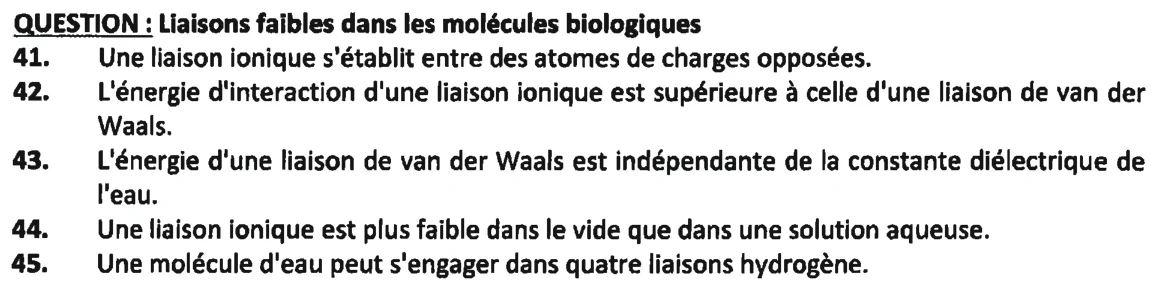 QUESTION : Liaisons faibles dans les molécules biologiques
41. Une liaison ionique s'établit entre des atomes de charges opposées.
42. L'énergie d'interaction d'une liaison ionique est supérieure à celle d'une liaison de van der
Waals.
43. L'énergie d'une liaison de van der Waals est indépendante de la constante diélectrique de
l'eau.
44. Une liaison ionique est plus faible dans le vide que dans une solution aqueuse.
45. Une molécule d'eau peut s'engager dans quatre liaisons hydrogène.